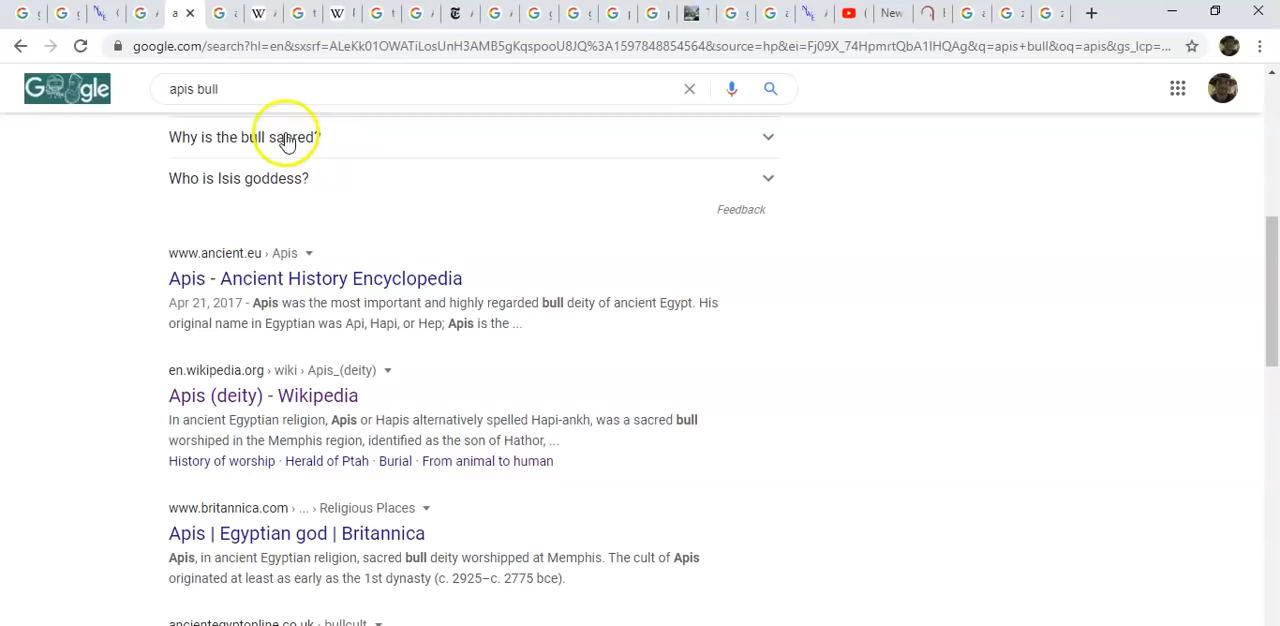 google.com/search?hl=en&sxsrf=ALeKk01OWATiLosUnH3AMB5gKqspooU8JQ%3A1597848854564&source=hp&ei=Fj09X_74HpmrtQbA1IHQAg&q=apis+bull&oq=apis&gs_lcp=...
New
Google
apis bull
Why is the bull sacred?
Who is Isis goddess?
Feedback
www.ancient.eu › Apis
Apis - Ancient History Encyclopedia
Apr 21, 2017 - Apis was the most important and highly regarded bull deity of ancient Egypt. His
original name in Egyptian was Api, Hapi, or Hep; Apis is the ...
en.wikipedia.org › wiki › Apis_(deity)
Apis (deity) - Wikipedia
In ancient Egyptian religion, Apis or Hapis alternatively spelled Hapi-ankh, was a sacred bull
worshiped in the Memphis region, identified as the son of Hathor, ...
History of worship · Herald of Ptah · Burial · From animal to human
www.britannica.com › ... › Religious Places
Apis | Egyptian god | Britannica
Apis, in ancient Egyptian religion, sacred bull deity worshipped at Memphis. The cult of Apis
originated at least as early as the 1st dynasty (c. 2925–c. 2775 bce).
ancientegyptonline.co.uk › bullcult